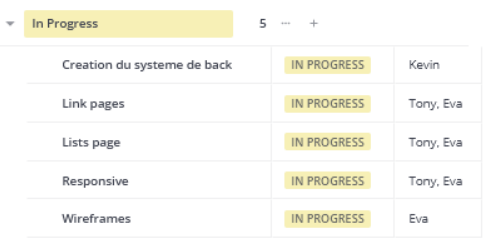 In Progress 5 ... +
Creation du systeme de back IN PROGRESS Kevin
Link pages IN PROGRESS Tony, Eva
Lists page IN PROGRESS Tony, Eva
Responsive IN PROGRESS Tony, Eva
Wireframes IN PROGRESS Eva